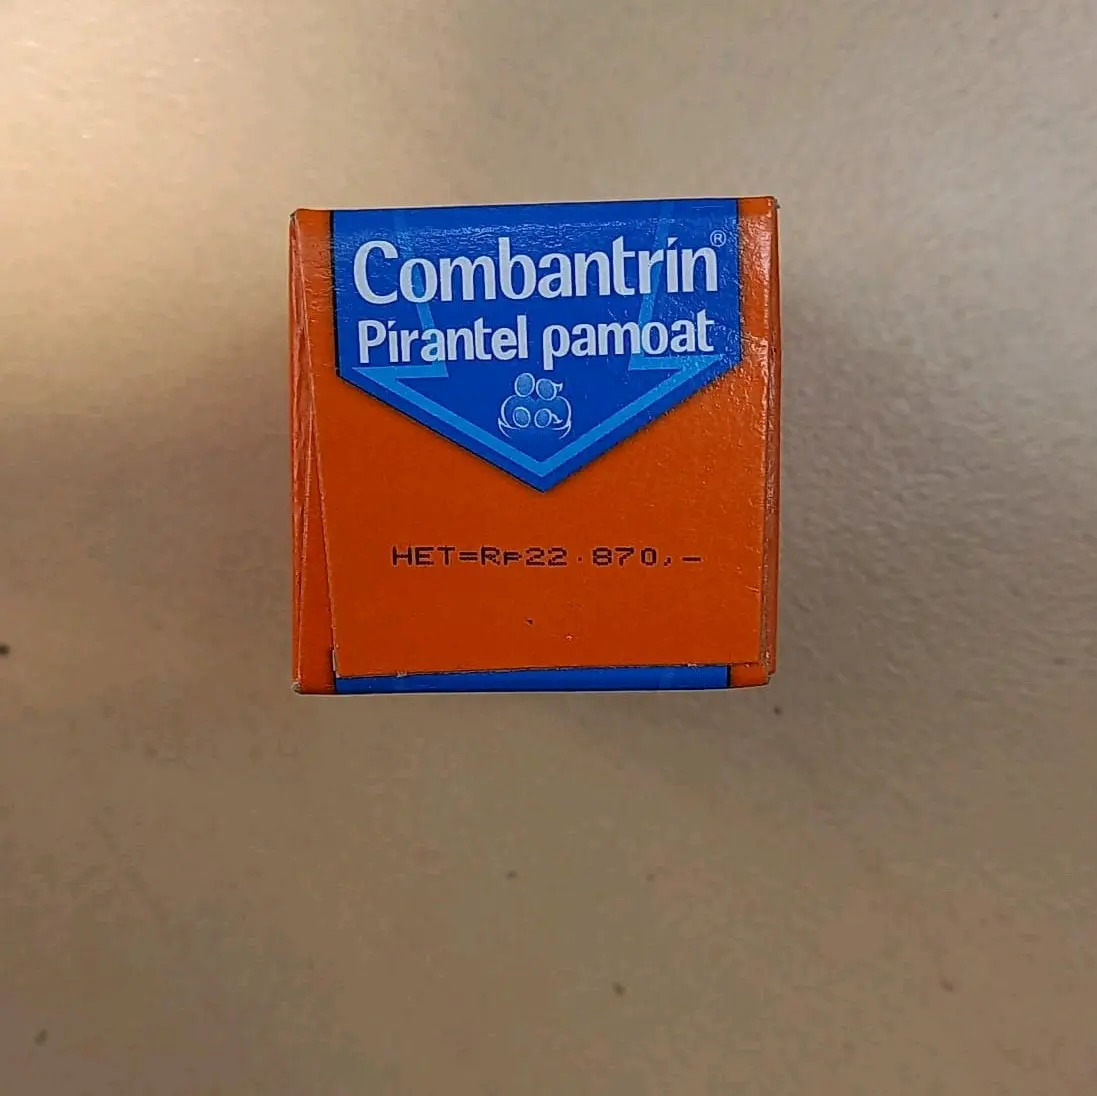 Combantrin®
Pirantel pamoat
HET=Rp22.870,-